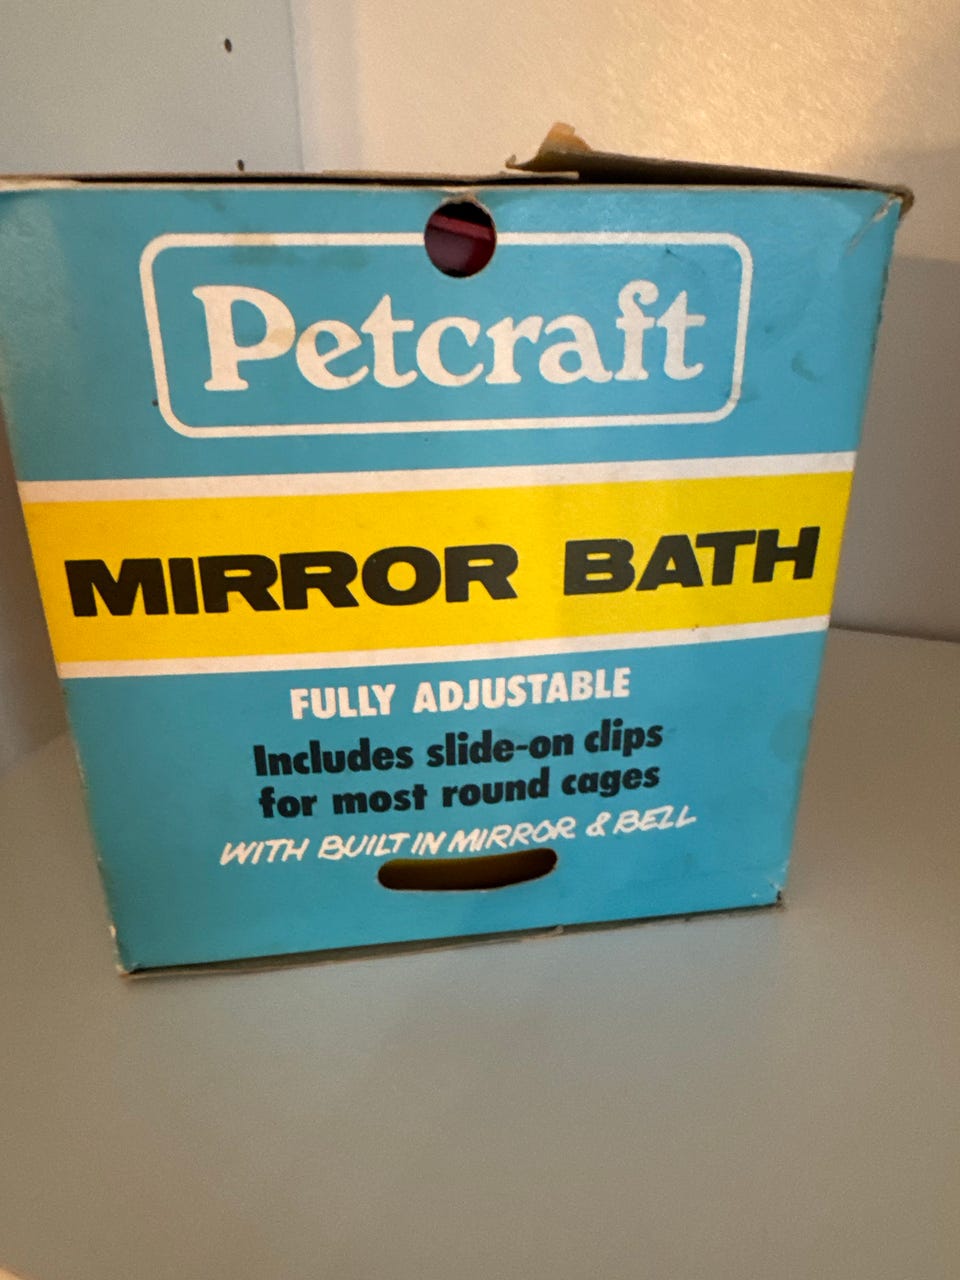 Petcraft
MIRROR BATH
FULLY ADJUSTABLE
Includes slide-on clips
for most round cages
WITH BUILT IN MIRROR & BELL